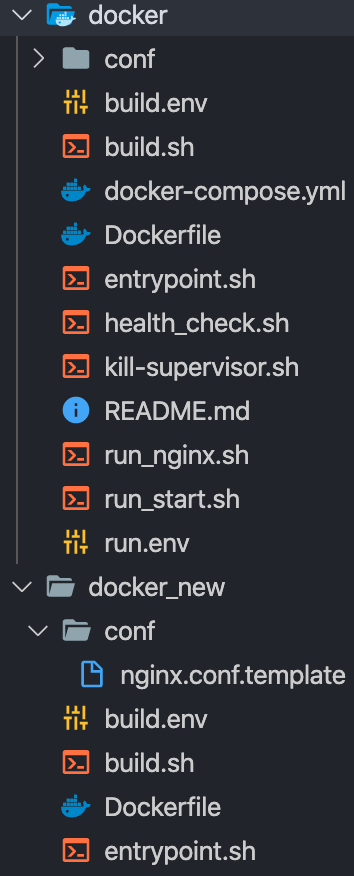 docker
conf
build.env
build.sh
docker-compose.yml
Dockerfile
entrypoint.sh
health_check.sh
kill-supervisor.sh
README.md
run_nginx.sh
run_start.sh
run.env
docker_new
conf
nginx.conf.template
build.env
build.sh
Dockerfile
entrypoint.sh